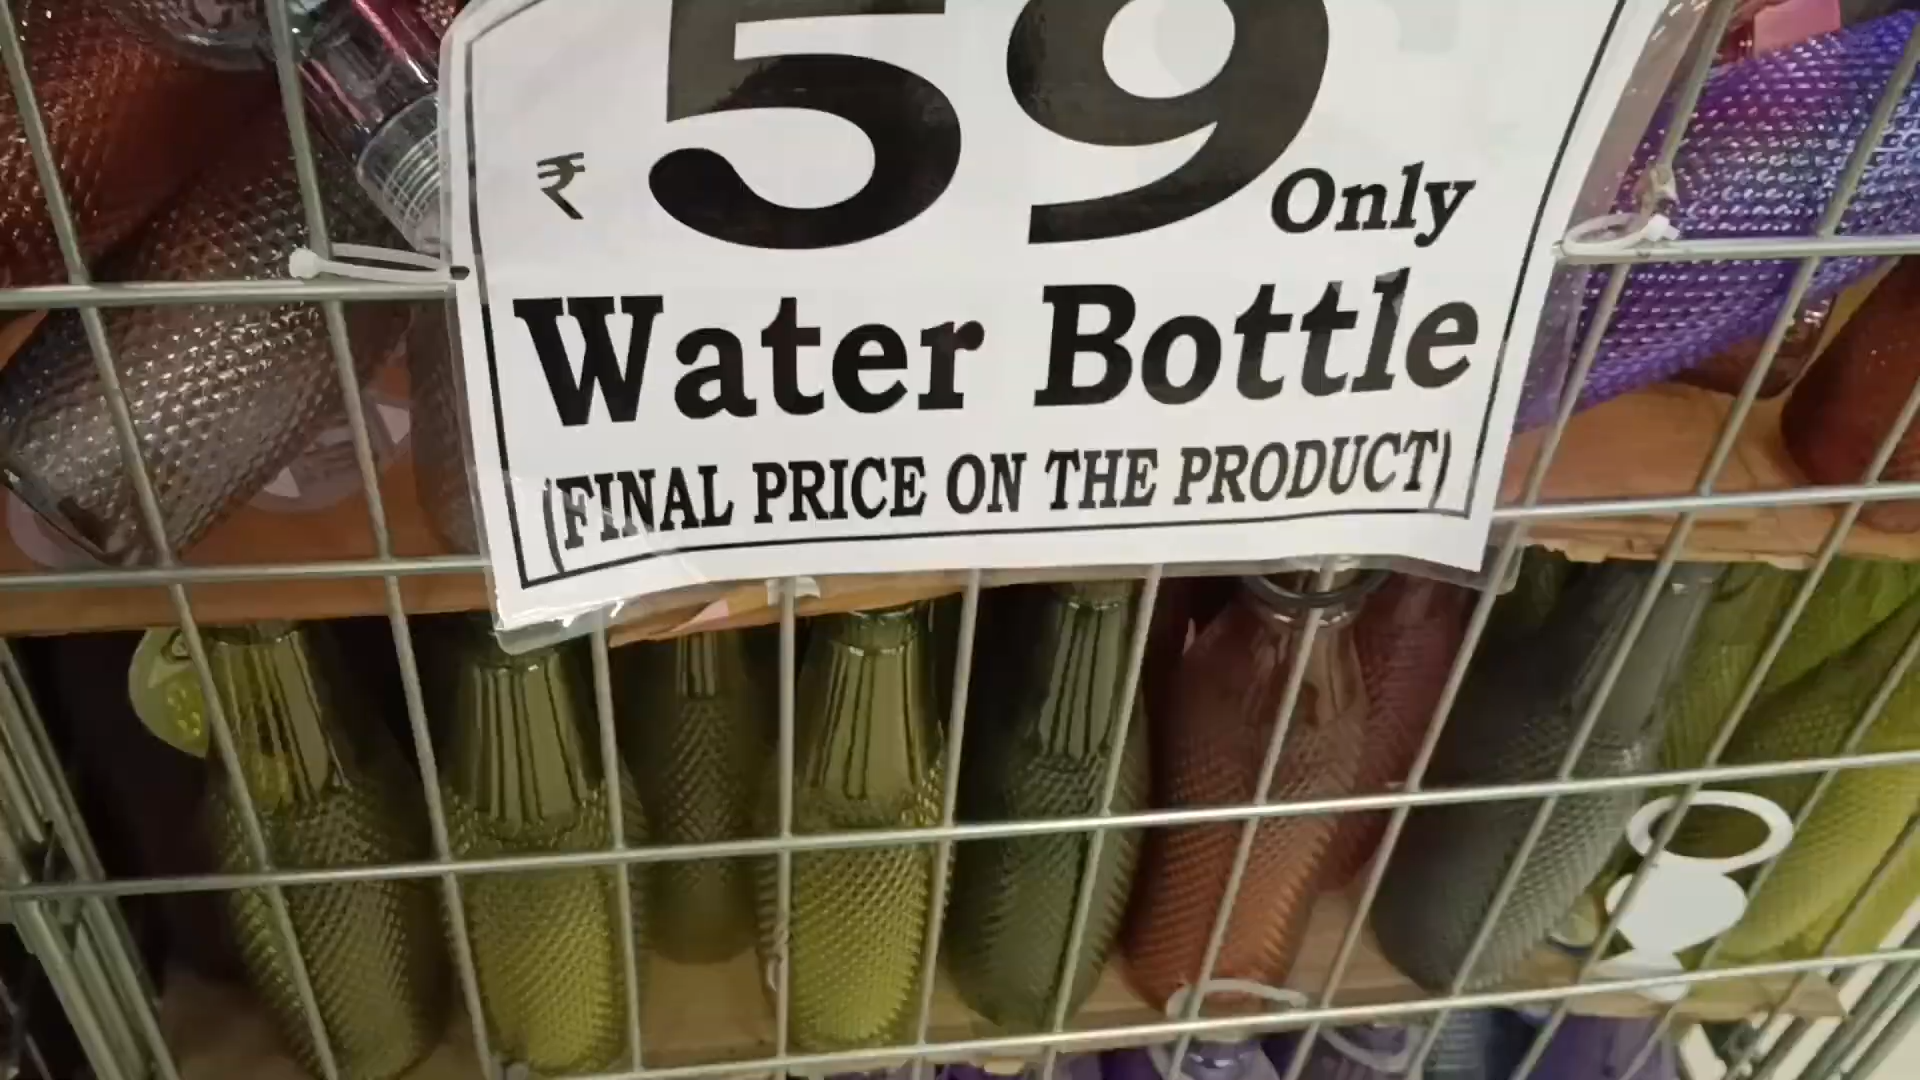 ₹ 59 Only
Water Bottle
(FINAL PRICE ON THE PRODUCT)